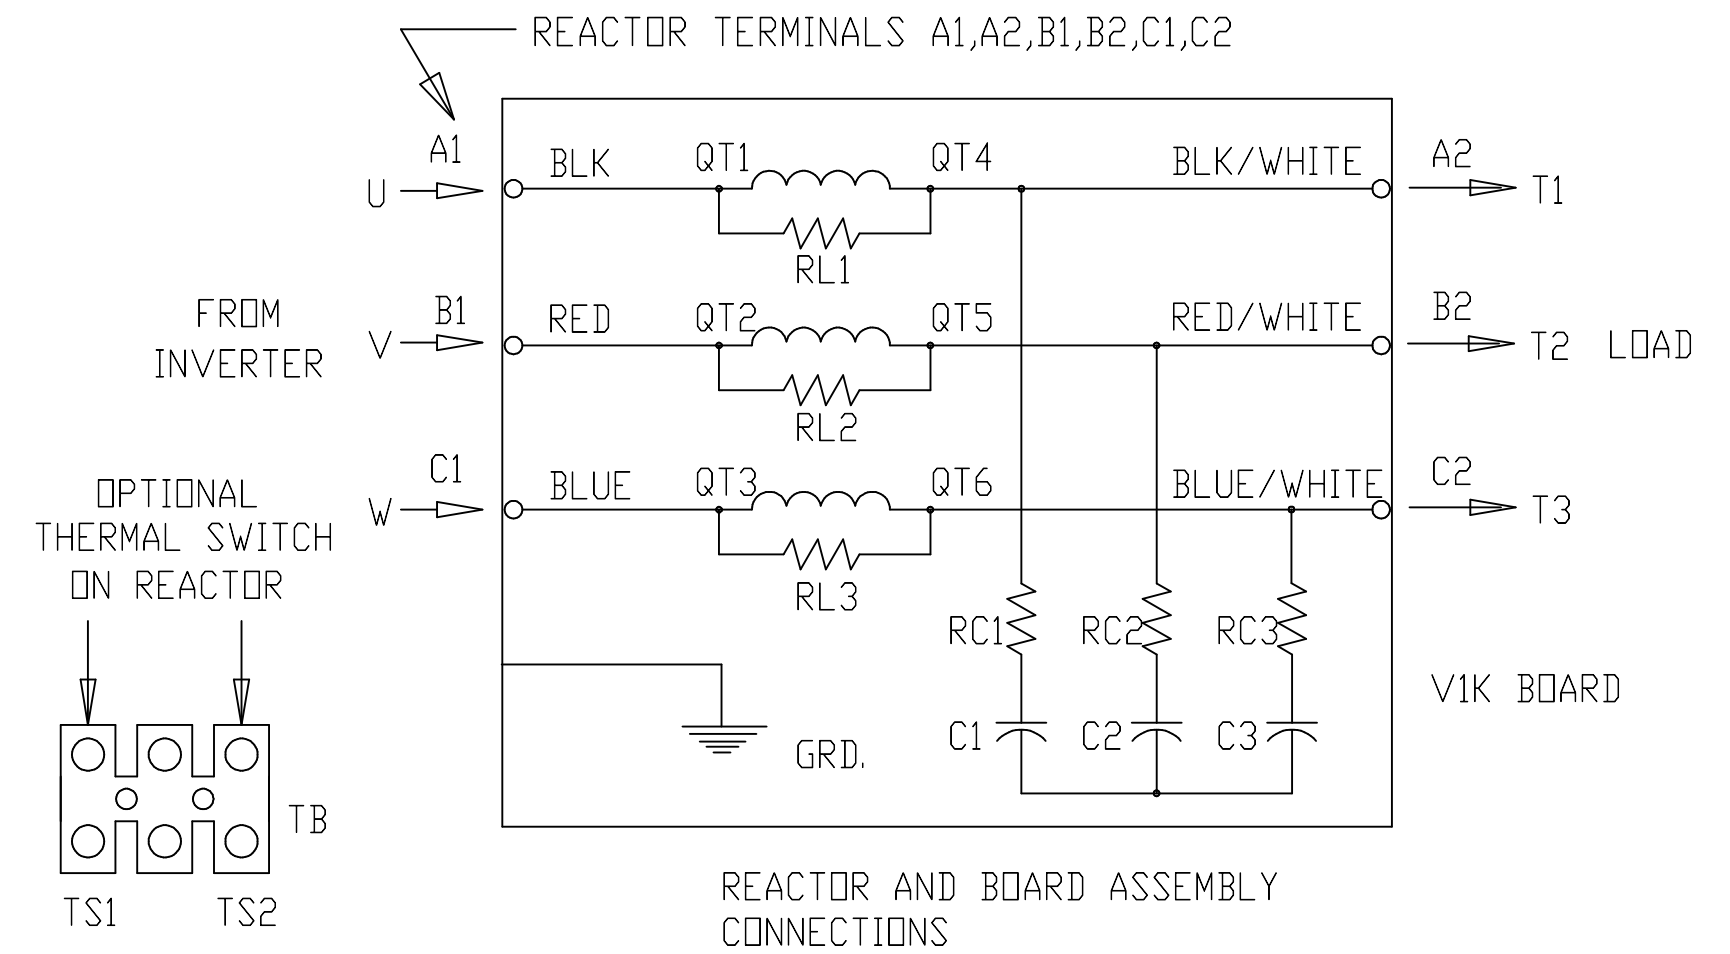 REACTOR TERMINALS A1,A2,B1,B2,C1,C2
A1
U
BLK
QT1
QT4
BLK/WHITE
A2
T1
RL1
FROM
INVERTER
B1
V
RED
QT2
QT5
RED/WHITE
B2
T2
LOAD
RL2
C1
W
BLUE
QT3
QT6
BLUE/WHITE
C2
T3
RL3
OPTIONAL
THERMAL SWITCH
ON REACTOR
RC1
RC2
RC3
V1K BOARD
C1
C2
C3
GRD.
TB
TS1
TS2
REACTOR AND BOARD ASSEMBLY
CONNECTIONS